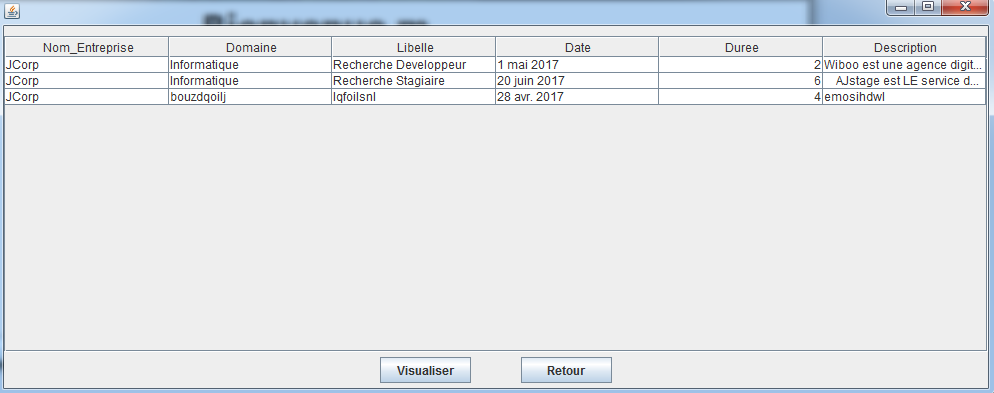 Bienvenue m
Nom_Entreprise Domaine Libelle Date Duree Description
JCorp Informatique Recherche Developpeur 1 mai 2017 2 Wiboo est une agence digit...
JCorp Informatique Recherche Stagiaire 20 juin 2017 6 AJstage est LE service d...
JCorp bouzdqoilj lqfoilsnl 28 avr. 2017 4 emosihdwl
Visualiser Retour